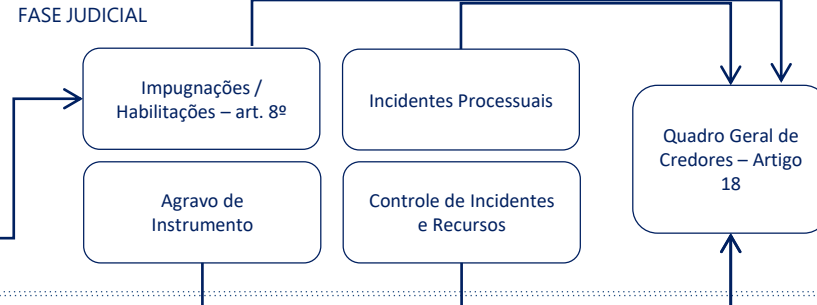 FASE JUDICIAL
Impugnações /
Habilitações – art. 8º
Incidentes Processuais
Quadro Geral de
Credores – Artigo
18
Agravo de
Instrumento
Controle de Incidentes
e Recursos